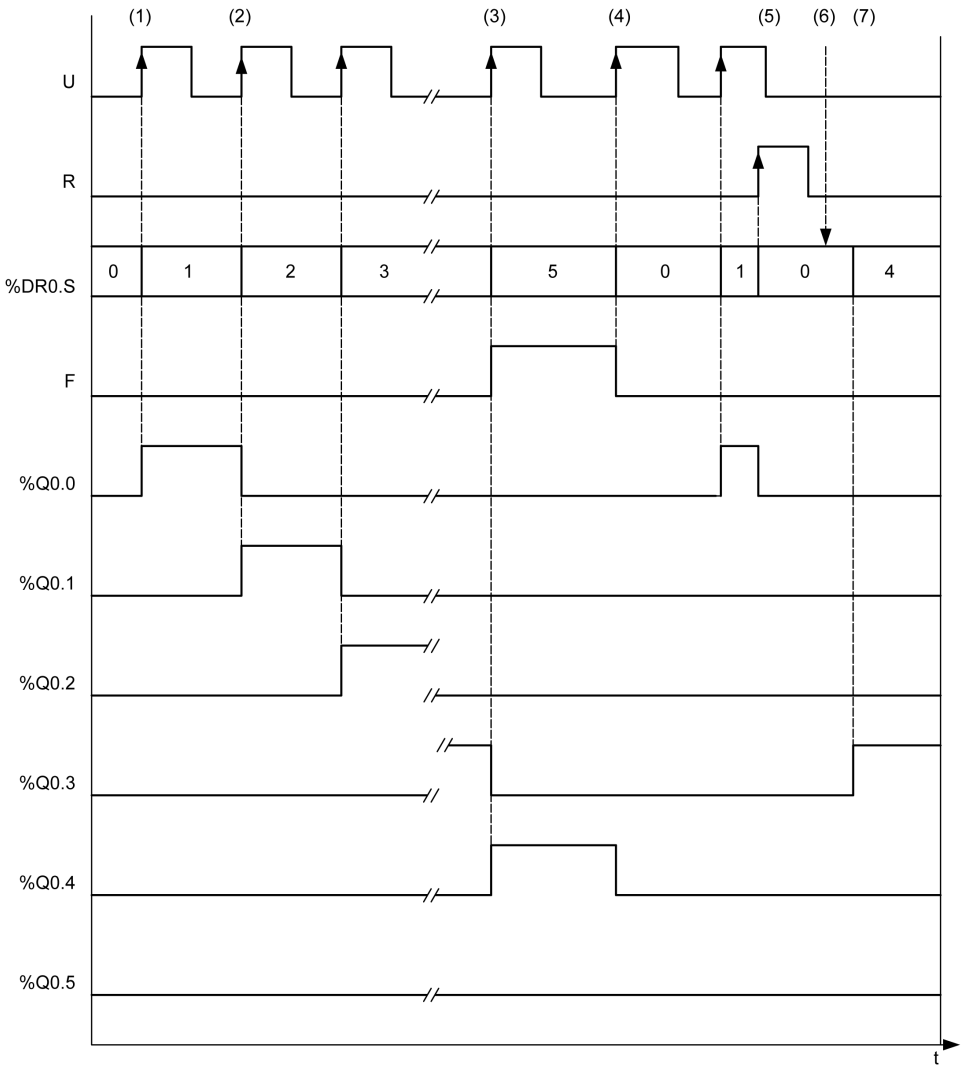 (1) (2) (3) (4) (5) (6) (7)
U
R
%DR0.S 0 1 2 3 5 0 1 0 4
F
%Q0.0
%Q0.1
%Q0.2
%Q0.3
%Q0.4
%Q0.5
t